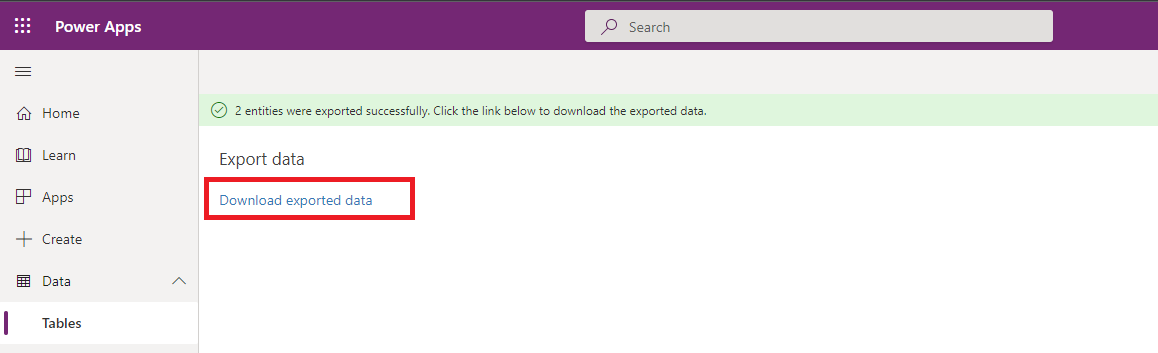 Power Apps
Search
Home
Learn
Apps
Create
Data
Tables
2 entities were exported successfully. Click the link below to download the exported data.
Export data
Download exported data